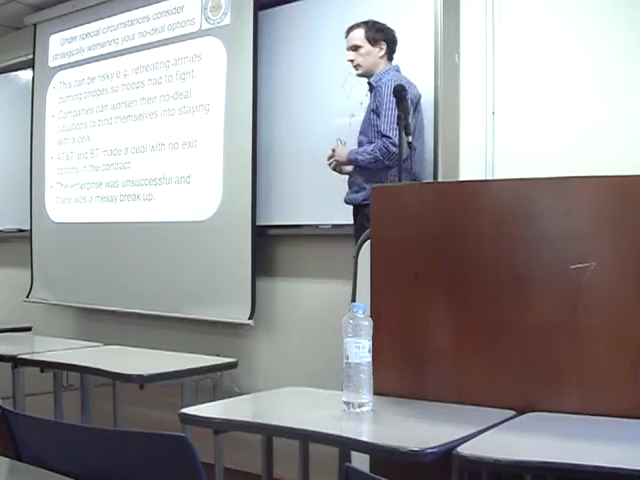 Under special circumstances consider
strategically worsening your no-deal options
• This can be risky e.g. retreating armies
burning bridges so troops had to fight.
• Companies can worsen their no-deal
situations to bind themselves into staying
with a deal.
• AT&T and BT made a deal with no exit
options in the contract.
• The enterprise was unsuccessful and
there was a messy break up.